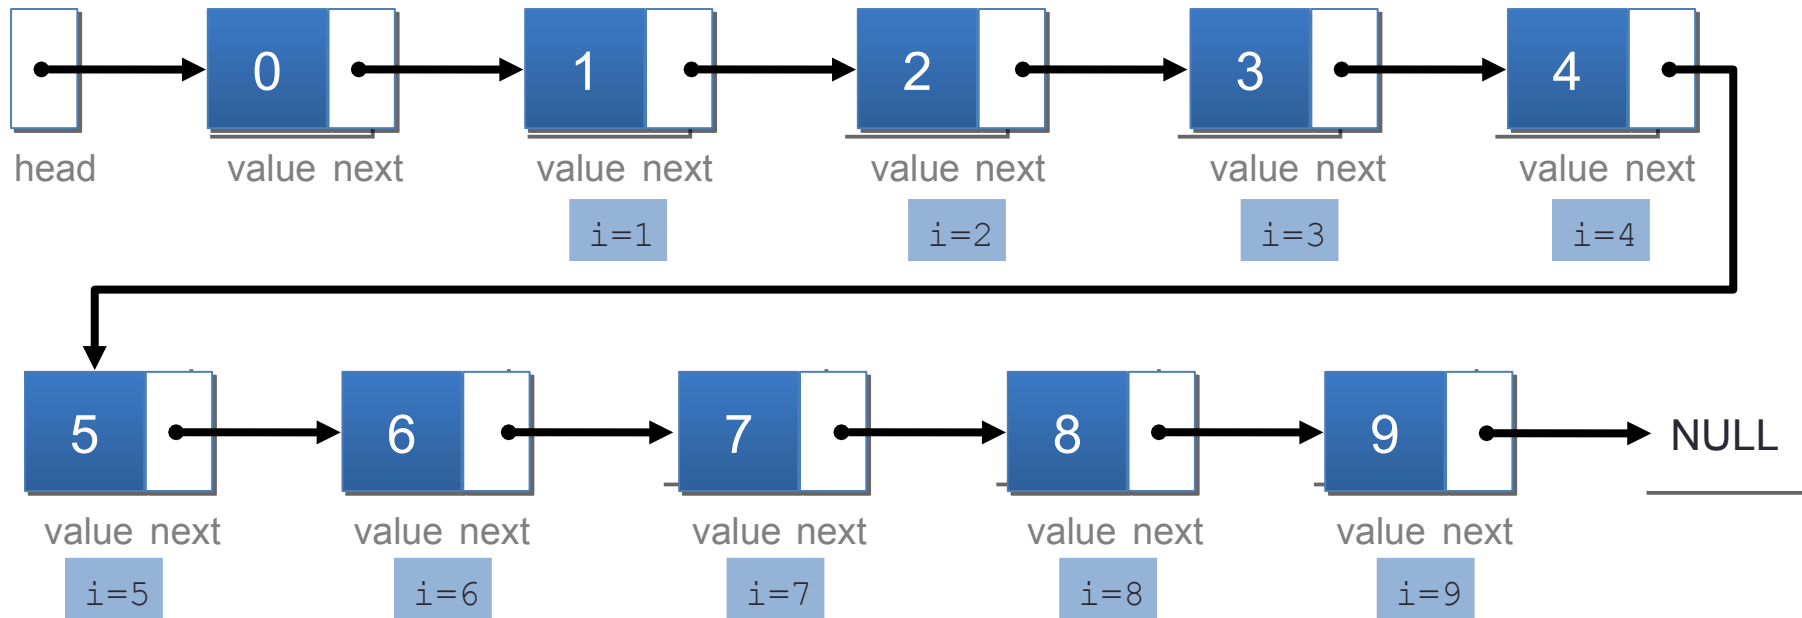 0 1 2 3 4
head value next value next value next value next value next
i=1 i=2 i=3 i=4
5 6 7 8 9 NULL
value next value next value next value next value next
i=5 i=6 i=7 i=8 i=9